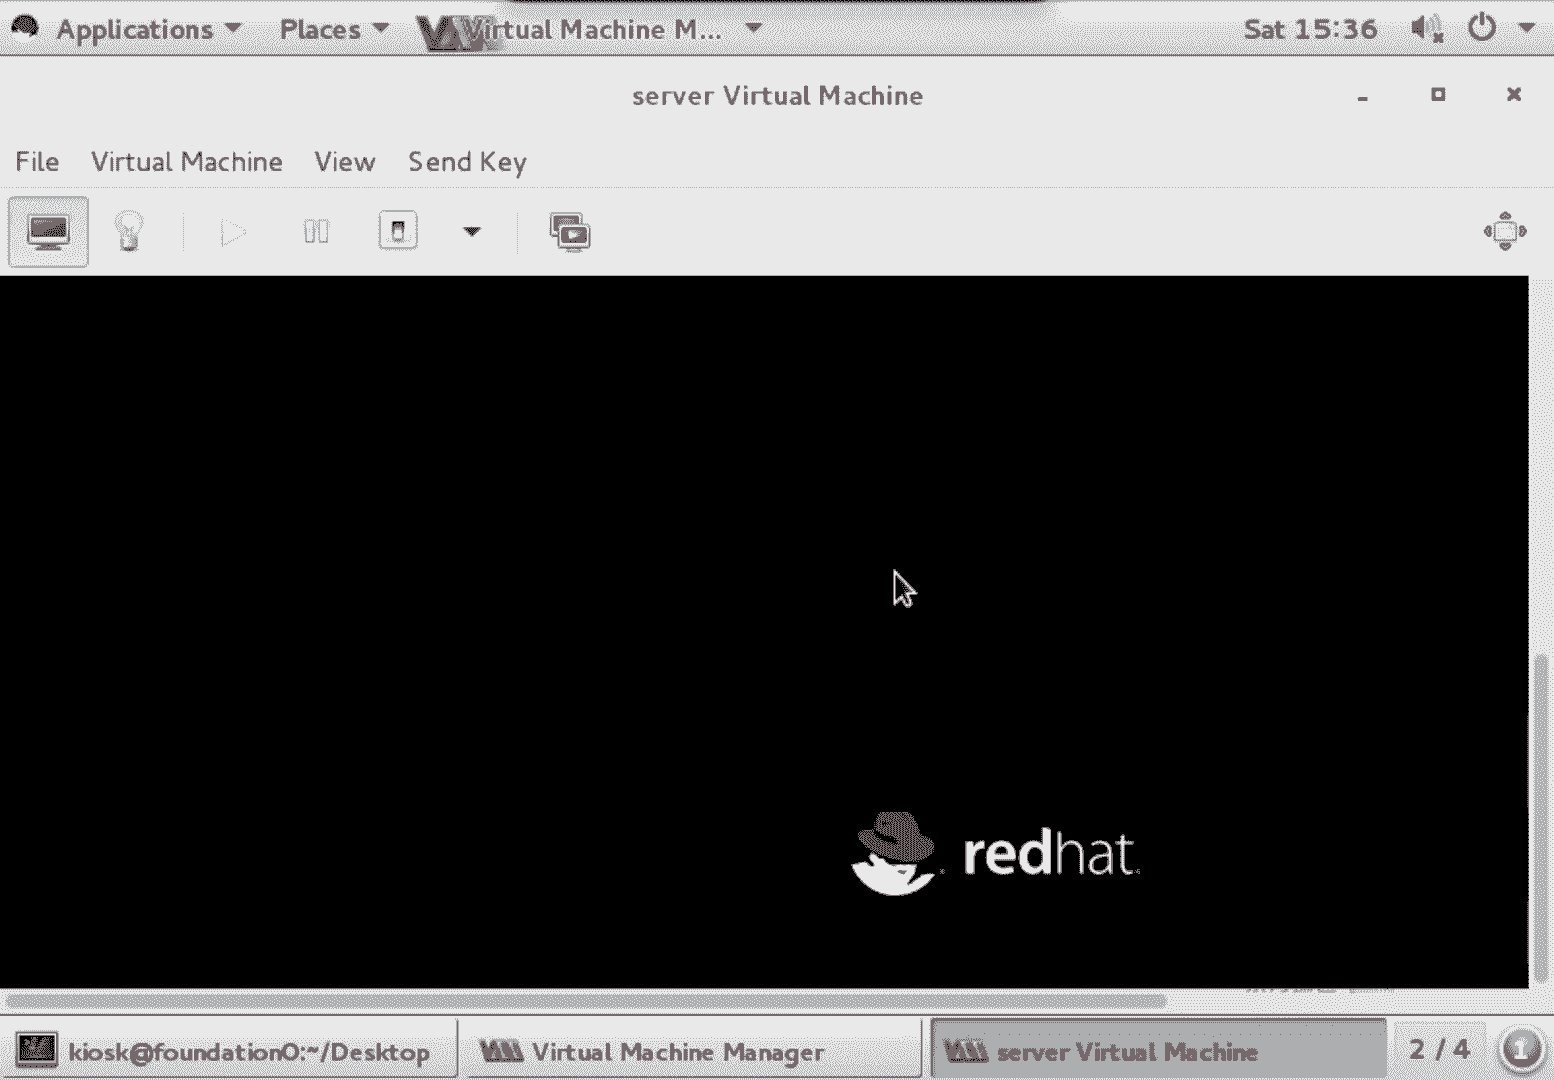 Applications Places Virtual Machine M... Sat 15:36
server Virtual Machine
File Virtual Machine View Send Key
redhat.
kiosk@foundation0:~/Desktop Virtual Machine Manager server Virtual Machine 2 / 4 1